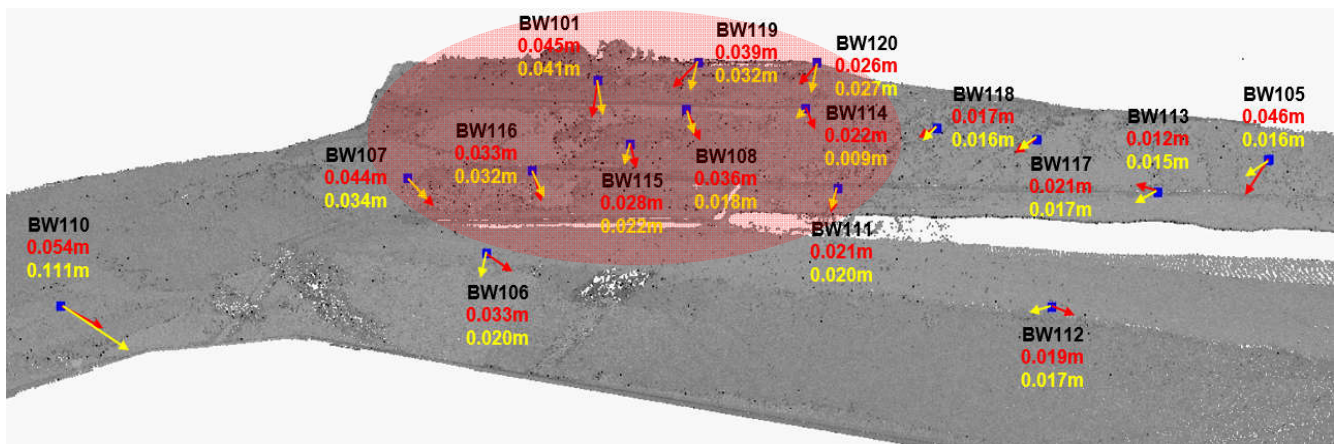 BW101
0.045m
0.041m
BW119
0.039m
0.032m
BW120
0.026m
0.027m
BW118
0.017m
0.016m
BW113
0.012m
0.015m
BW105
0.046m
0.016m
BW107
0.044m
0.034m
BW116
0.033m
0.032m
BW115
0.028m
0.022m
BW108
0.036m
0.018m
BW114
0.022m
0.009m
BW117
0.021m
0.017m
BW110
0.054m
0.111m
BW106
0.033m
0.020m
BW111
0.021m
0.020m
BW112
0.019m
0.017m